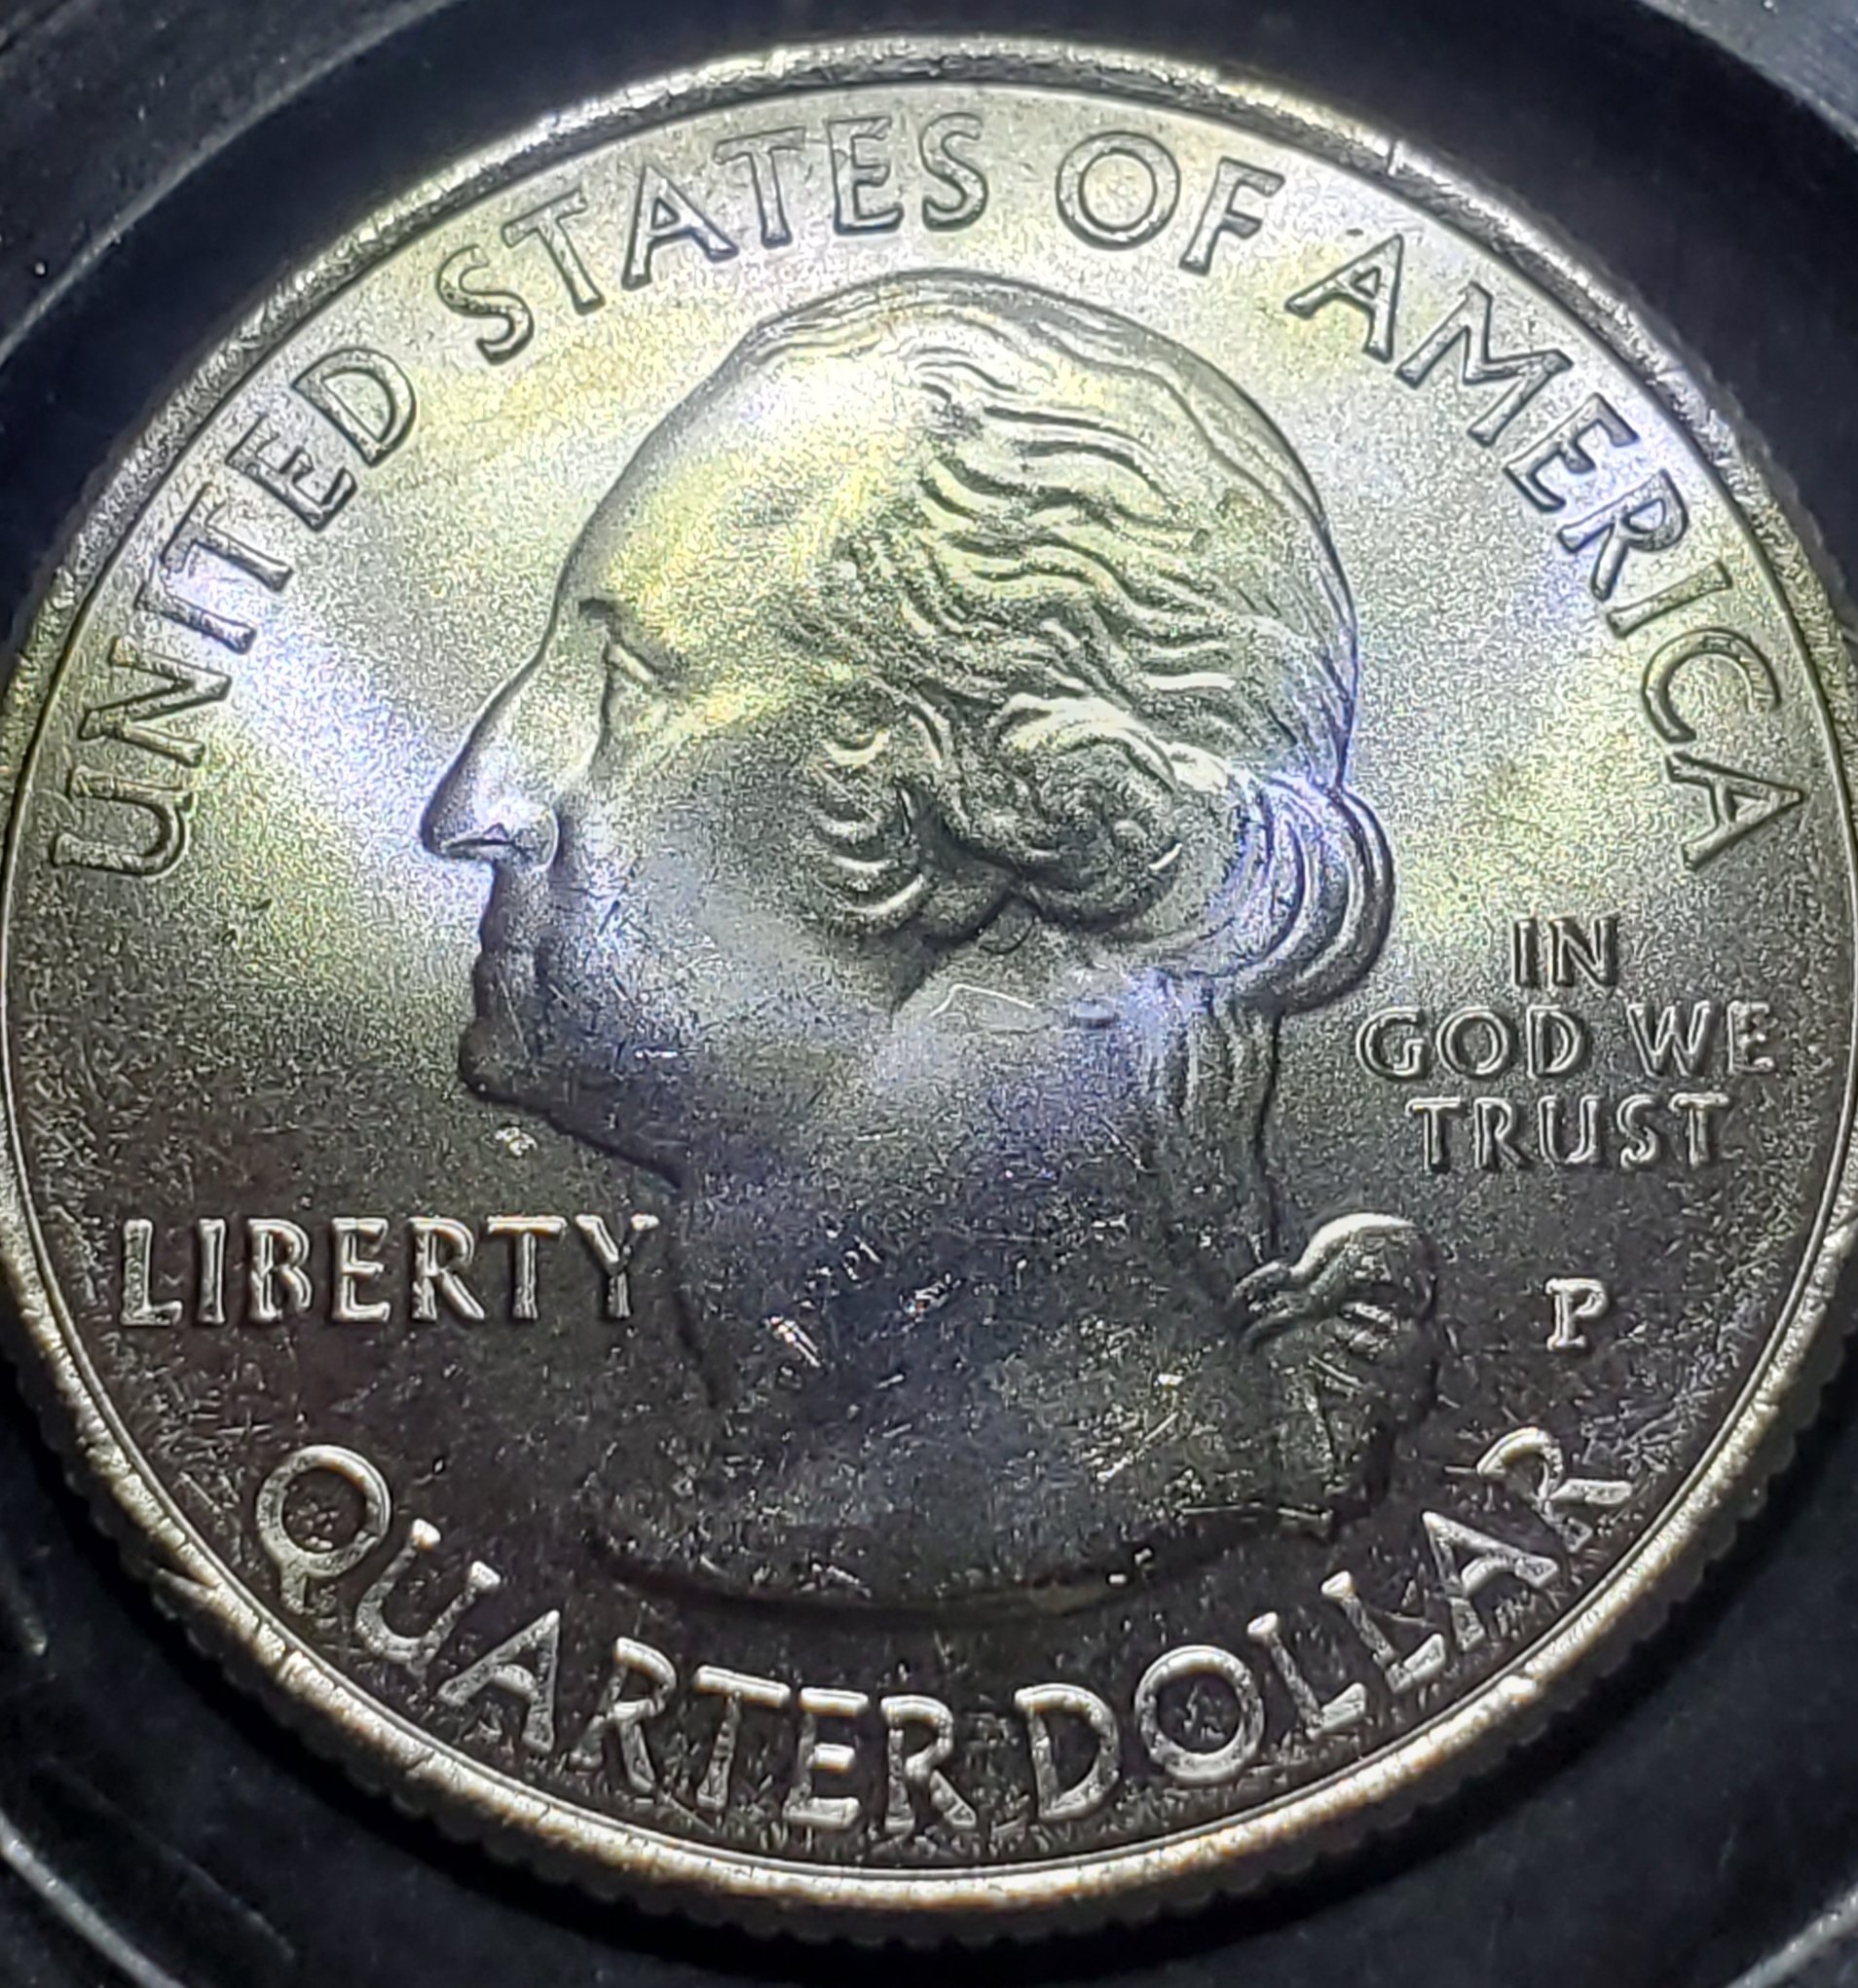 UNITED STATES OF AMERICA
IN
GOD WE
TRUST
LIBERTY
P
QUARTER DOLLAR